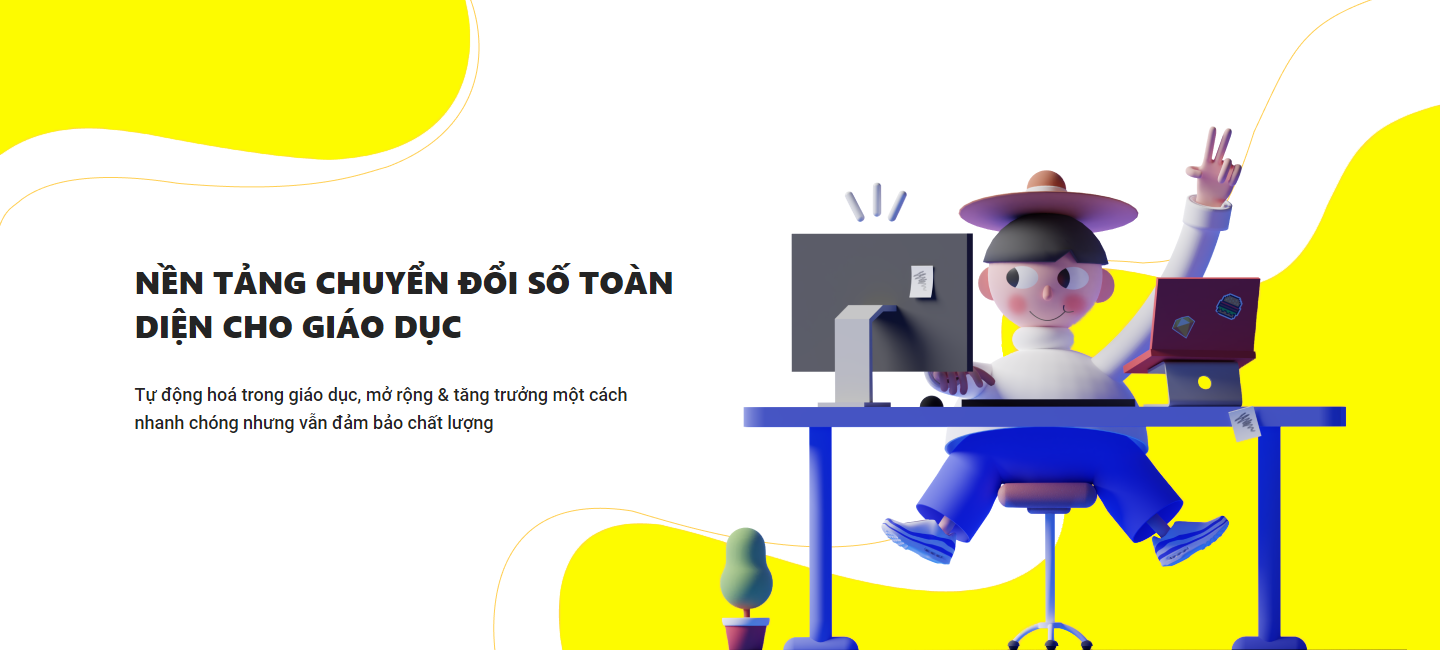 NỀN TẢNG CHUYỂN ĐỔI SỐ TOÀN
DIỆN CHO GIÁO DỤC
Tự động hoá trong giáo dục, mở rộng & tăng trưởng một cách
nhanh chóng nhưng vẫn đảm bảo chất lượng